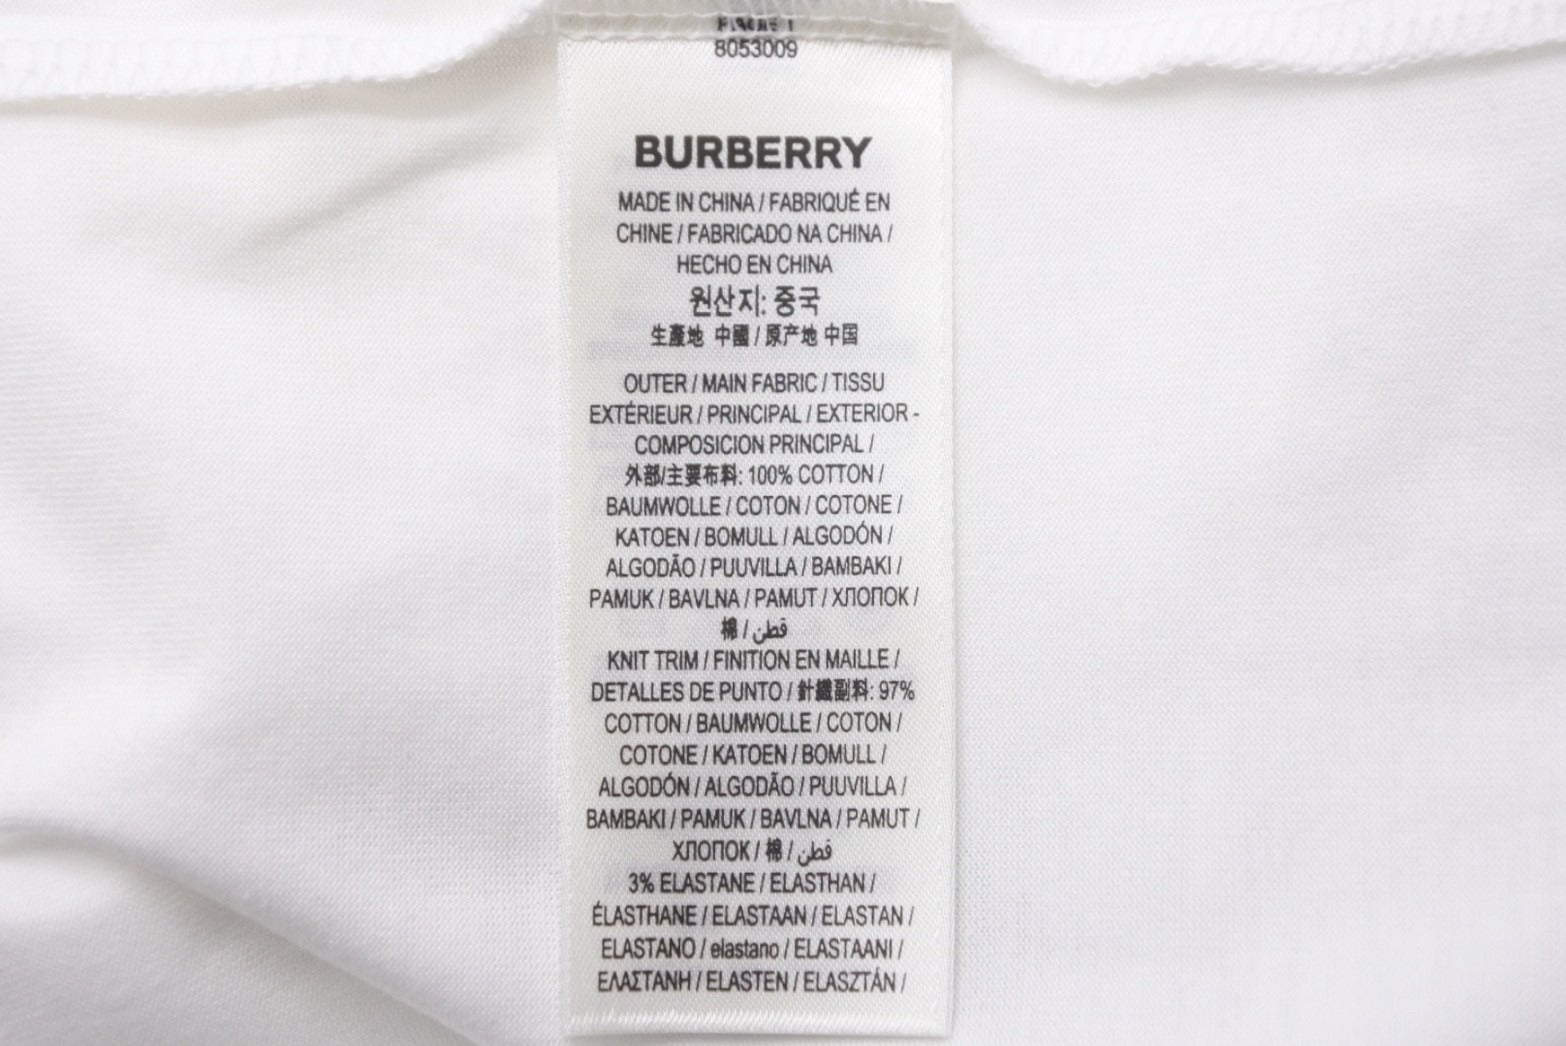 8053009
BURBERRY
MADE IN CHINA / FABRIQUÉ EN
CHINE / FABRICADO NA CHINA /
HECHO EN CHINA
원산지: 중국
生產地 中國 / 原产地 中国
OUTER / MAIN FABRIC / TISSU
EXTÉRIEUR / PRINCIPAL / EXTERIOR -
COMPOSICION PRINCIPAL /
外部/主要布料: 100% COTTON /
BAUMWOLLE / COTON / COTONE /
KATOEN / BOMULL / ALGODÓN /
ALGODÃO / PUUVILLA / BAMBAKI /
PAMUK / BAVLNA / PAMUT / ХЛОПОК /
棉 / قطن
KNIT TRIM / FINITION EN MAILLE /
DETALLES DE PUNTO / 針織副料: 97%
COTTON / BAUMWOLLE / COTON /
COTONE / KATOEN / BOMULL /
ALGODÓN / ALGODÃO / PUUVILLA /
BAMBAKI / PAMUK / BAVLNA / PAMUT /
ХЛОПОК / 棉 / قطن
3% ELASTANE / ELASTHAN /
ÉLASTHANE / ELASTAAN / ELASTAN /
ELASTANO / elastano / ELASTAANI /
ΕΛΑΣΤΑΝΗ / ELASTEN / ELASZTÁN /